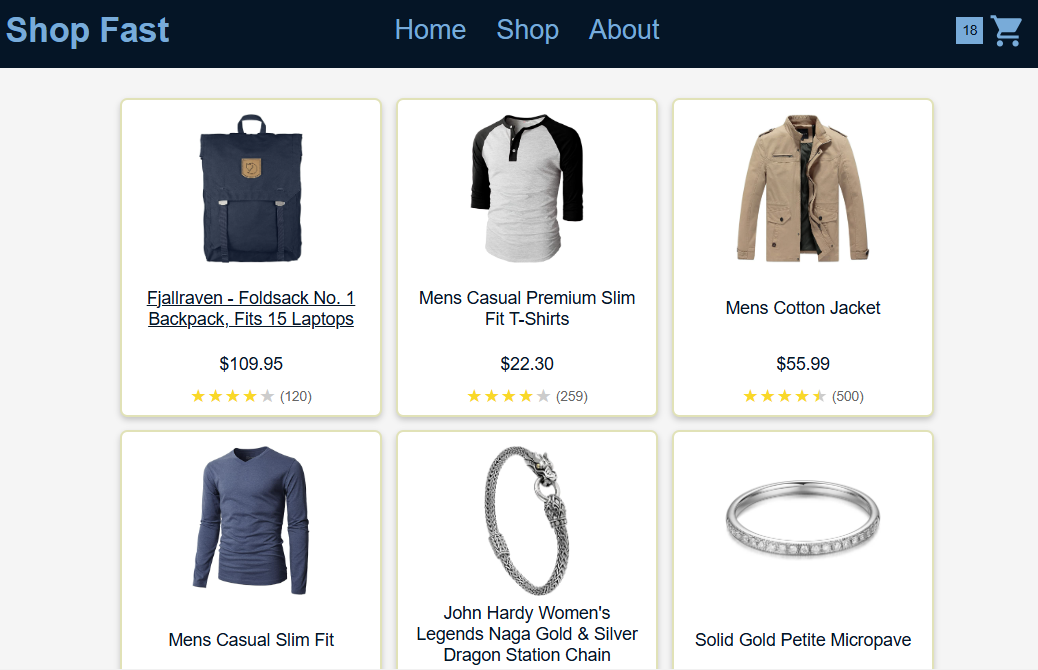 Shop Fast
Home Shop About
18
Fjallraven - Foldsack No. 1
Backpack, Fits 15 Laptops
$109.95
(120)
Mens Casual Premium Slim
Fit T-Shirts
$22.30
(259)
Mens Cotton Jacket
$55.99
(500)
Mens Casual Slim Fit
John Hardy Women's
Legends Naga Gold & Silver
Dragon Station Chain
Solid Gold Petite Micropave